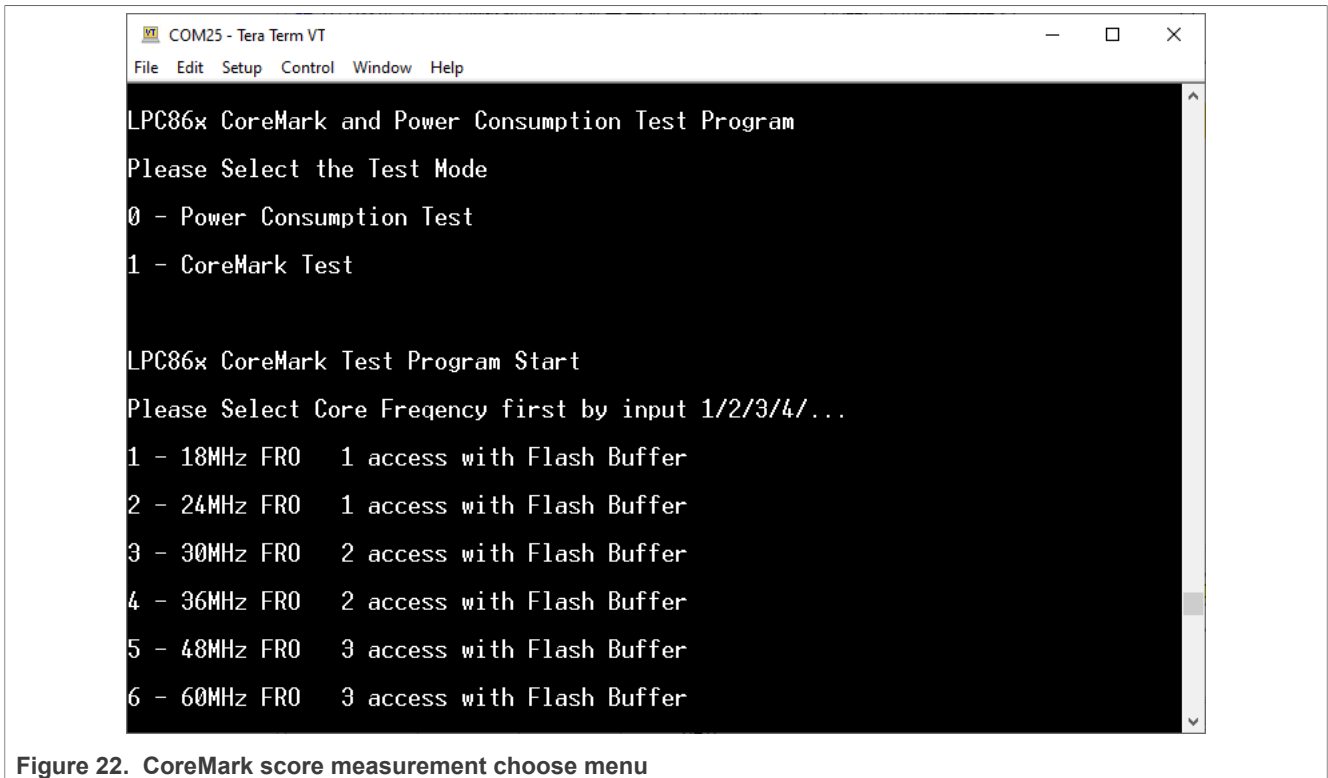 COM25 - Tera Term VT
File Edit Setup Control Window Help
LPC86x CoreMark and Power Consumption Test Program
Please Select the Test Mode
0 - Power Consumption Test
1 - CoreMark Test
LPC86x CoreMark Test Program Start
Please Select Core Freqency first by input 1/2/3/4/...
1 - 18MHz FRO   1 access with Flash Buffer
2 - 24MHz FRO   1 access with Flash Buffer
3 - 30MHz FRO   2 access with Flash Buffer
4 - 36MHz FRO   2 access with Flash Buffer
5 - 48MHz FRO   3 access with Flash Buffer
6 - 60MHz FRO   3 access with Flash Buffer
Figure 22. CoreMark score measurement choose menu